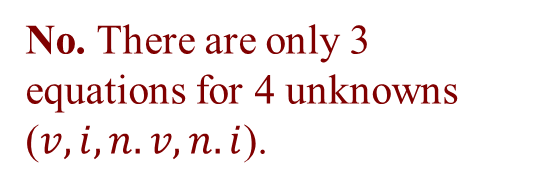 No. There are only 3
equations for 4 unknowns
(v, i, n. v, n. i).